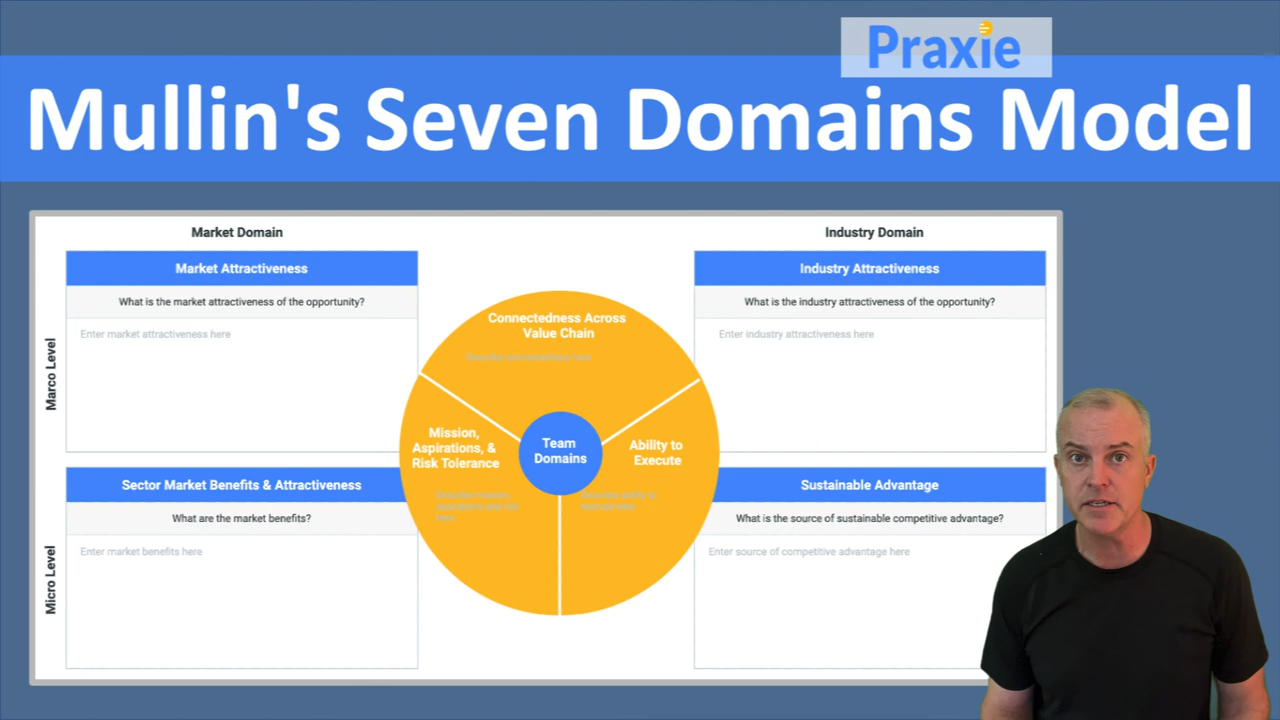 Praxie
Mullin's Seven Domains Model
Market Domain
Industry Domain
Marco Level
Market Attractiveness
What is the market attractiveness of the opportunity?
Enter market attractiveness here
Industry Attractiveness
What is the industry attractiveness of the opportunity?
Enter industry attractiveness here
Connectedness Across
Value Chain
Mission,
Aspirations, &
Risk Tolerance
Team
Domains
Ability to
Execute
Micro Level
Sector Market Benefits & Attractiveness
What are the market benefits?
Enter market benefits here
Sustainable Advantage
What is the source of sustainable competitive advantage?
Enter source of competitive advantage here